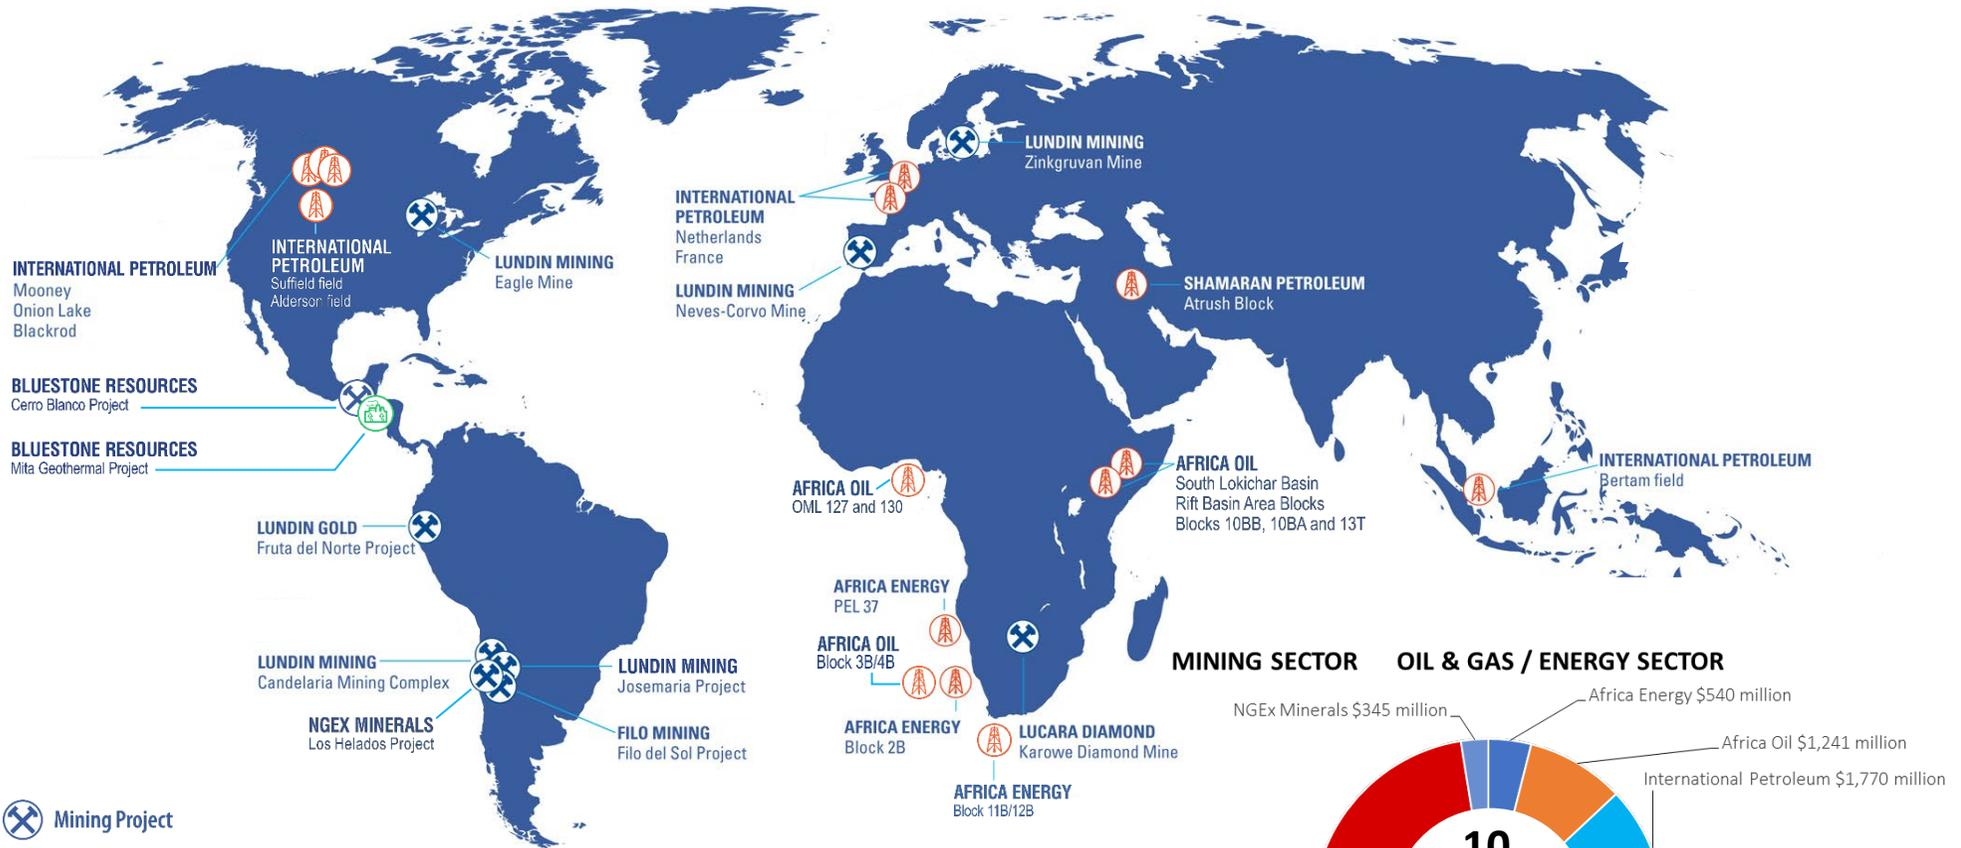 LUNDIN MINING
Zinkgruvan Mine
INTERNATIONAL
PETROLEUM
Netherlands
France
INTERNATIONAL
PETROLEUM
Suffield field
Alderson field
LUNDIN MINING
Eagle Mine
INTERNATIONAL PETROLEUM
Mooney
Onion Lake
Blackrod
LUNDIN MINING
Neves-Corvo Mine
SHAMARAN PETROLEUM
Atrush Block
BLUESTONE RESOURCES
Cerro Blanco Project
BLUESTONE RESOURCES
Mita Geothermal Project
AFRICA OIL
OML 127 and 130
AFRICA OIL
South Lokichar Basin
Rift Basin Area Blocks
Blocks 10BB, 10BA and 13T
INTERNATIONAL PETROLEUM
Bertam field
LUNDIN GOLD
Fruta del Norte Project
AFRICA ENERGY
PEL 37
AFRICA OIL
Block 3B/4B
LUNDIN MINING
Candelaria Mining Complex
LUNDIN MINING
Josemaria Project
NGEX MINERALS
Los Helados Project
FILO MINING
Filo del Sol Project
AFRICA ENERGY
Block 2B
LUCARA DIAMOND
Karowe Diamond Mine
AFRICA ENERGY
Block 11B/12B
MINING SECTOR
OIL & GAS / ENERGY SECTOR
NGEx Minerals $345 million
Africa Energy $540 million
Africa Oil $1,241 million
International Petroleum $1,770 million
10
Mining Project